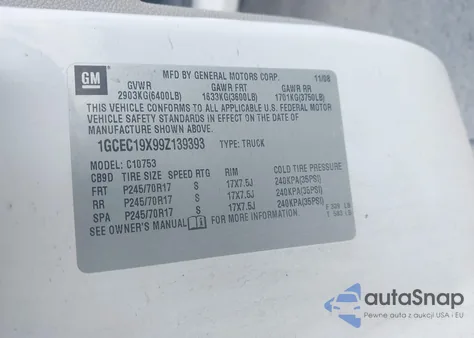 GM
MFD BY GENERAL MOTORS CORP. 11/08
GVWR GAWR FRT GAWR RR
2903KG(6400LB) 1633KG(3600LB) 1701KG(3750LB)
THIS VEHICLE CONFORMS TO ALL APPLICABLE U.S. FEDERAL MOTOR
VEHICLE SAFETY STANDARDS IN EFFECT ON THE DATE OF
MANUFACTURE SHOWN ABOVE.
1GCEC19X99Z139393 TYPE: TRUCK
MODEL: C10753
CB9D TIRE SIZE SPEED RTG RIM COLD TIRE PRESSURE
FRT P245/70R17 S 17X7.5J 240KPA(35PSI)
RR P245/70R17 S 17X7.5J 240KPA(35PSI)
SPA P245/70R17 S 17X7.5J 240KPA(35PSI)
SEE OWNER'S MANUAL FOR MORE INFORMATION.
autoSnap
Pewne auto z aukcji USA i EU